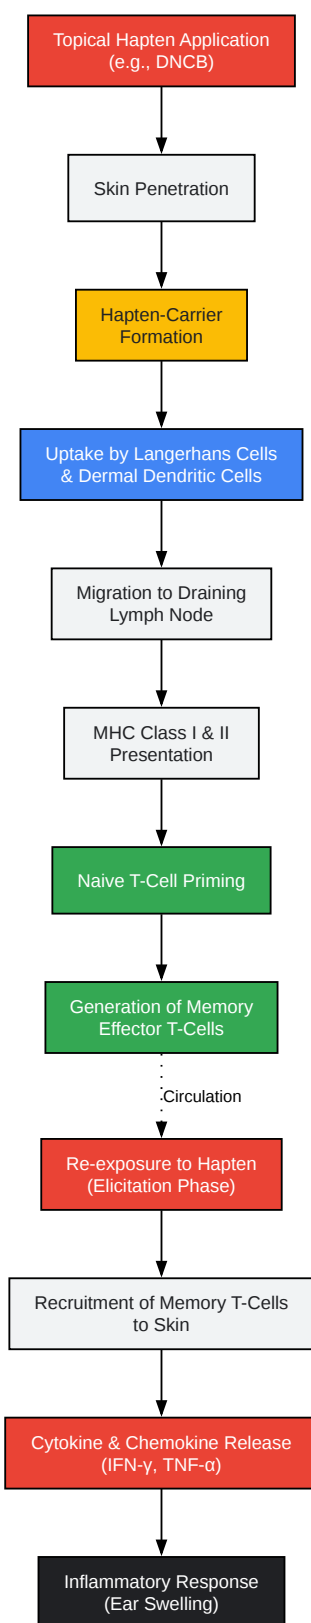 Topical Hapten Application
(e.g., DNCB)
Skin Penetration
Hapten-Carrier
Formation
Uptake by Langerhans Cells
& Dermal Dendritic Cells
Migration to Draining
Lymph Node
MHC Class I & II
Presentation
Naive T-Cell Priming
Generation of Memory
Effector T-Cells
Circulation
Re-exposure to Hapten
(Elicitation Phase)
Recruitment of Memory T-Cells
to Skin
Cytokine & Chemokine Release
(IFN-γ, TNF-α)
Inflammatory Response
(Ear Swelling)